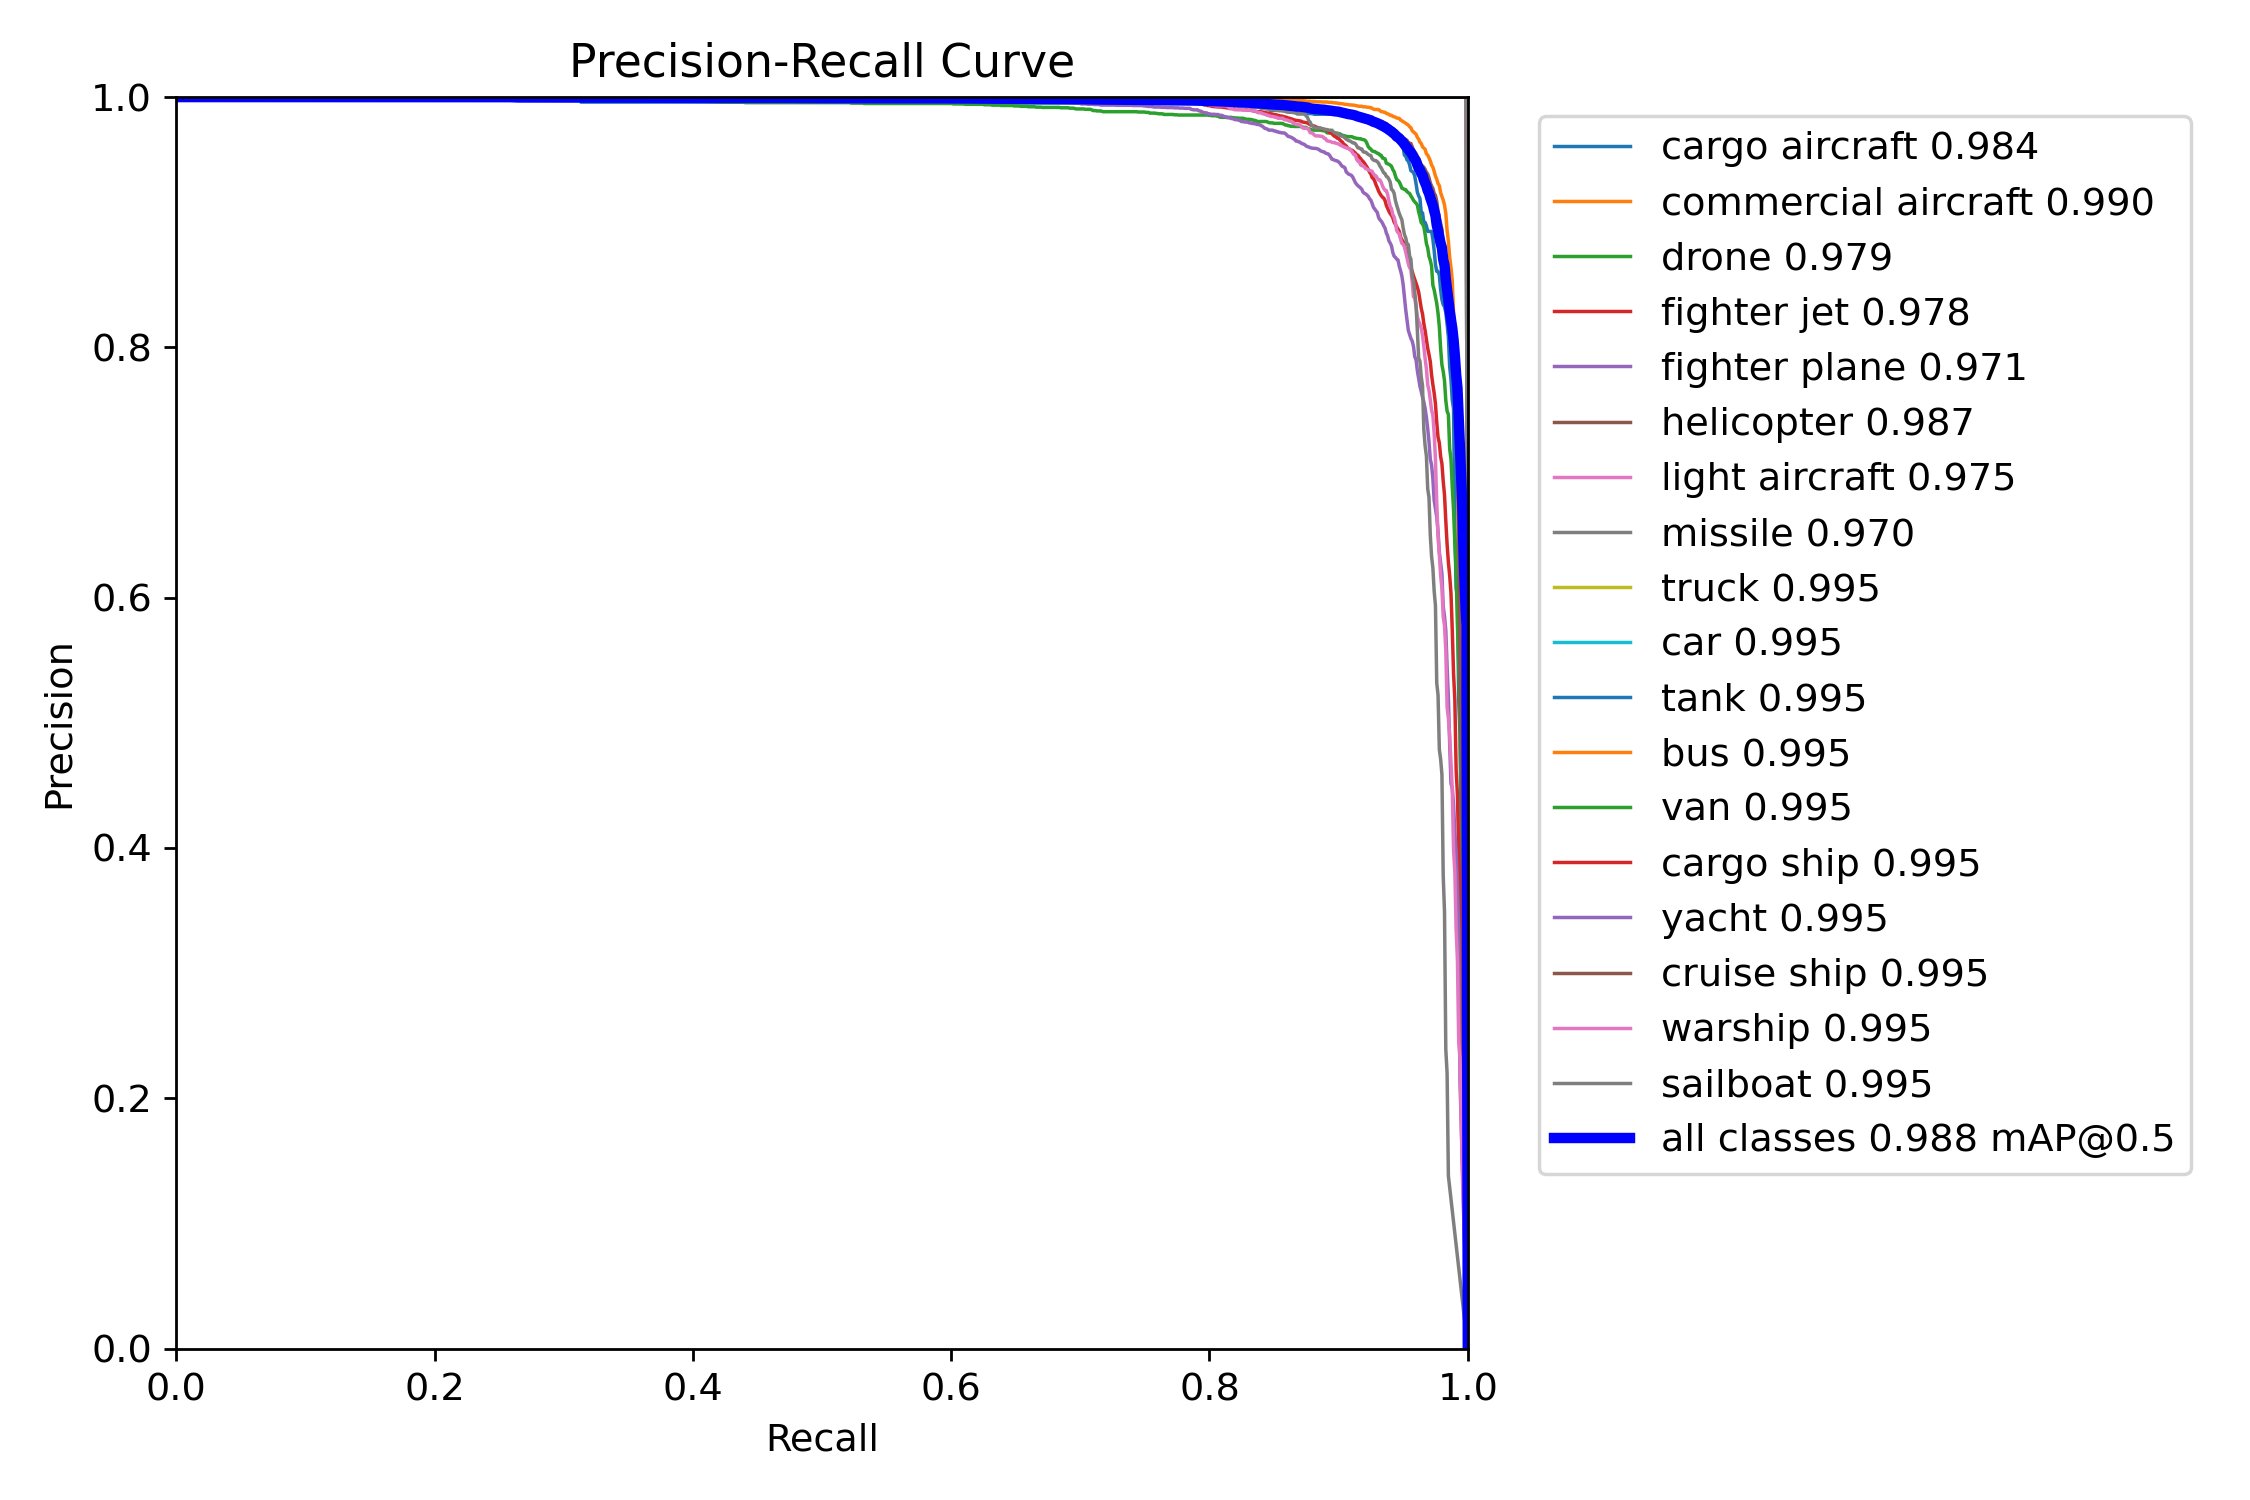 Precision-Recall Curve
1.0
0.8
0.6
0.4
0.2
0.0
Precision
0.0 0.2 0.4 0.6 0.8 1.0
Recall
cargo aircraft 0.984
commercial aircraft 0.990
drone 0.979
fighter jet 0.978
fighter plane 0.971
helicopter 0.987
light aircraft 0.975
missile 0.970
truck 0.995
car 0.995
tank 0.995
bus 0.995
van 0.995
cargo ship 0.995
yacht 0.995
cruise ship 0.995
warship 0.995
sailboat 0.995
all classes 0.988 mAP@0.5